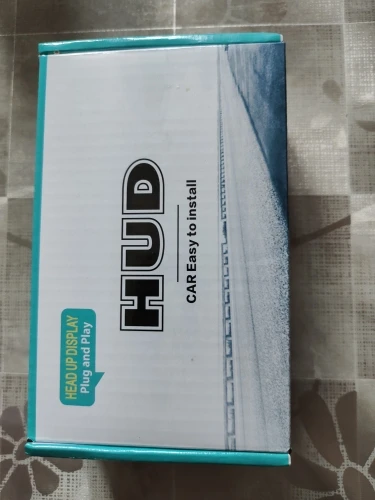 HEAD UP DISPLAY
Plug and Play
HUD
CAR Easy to install